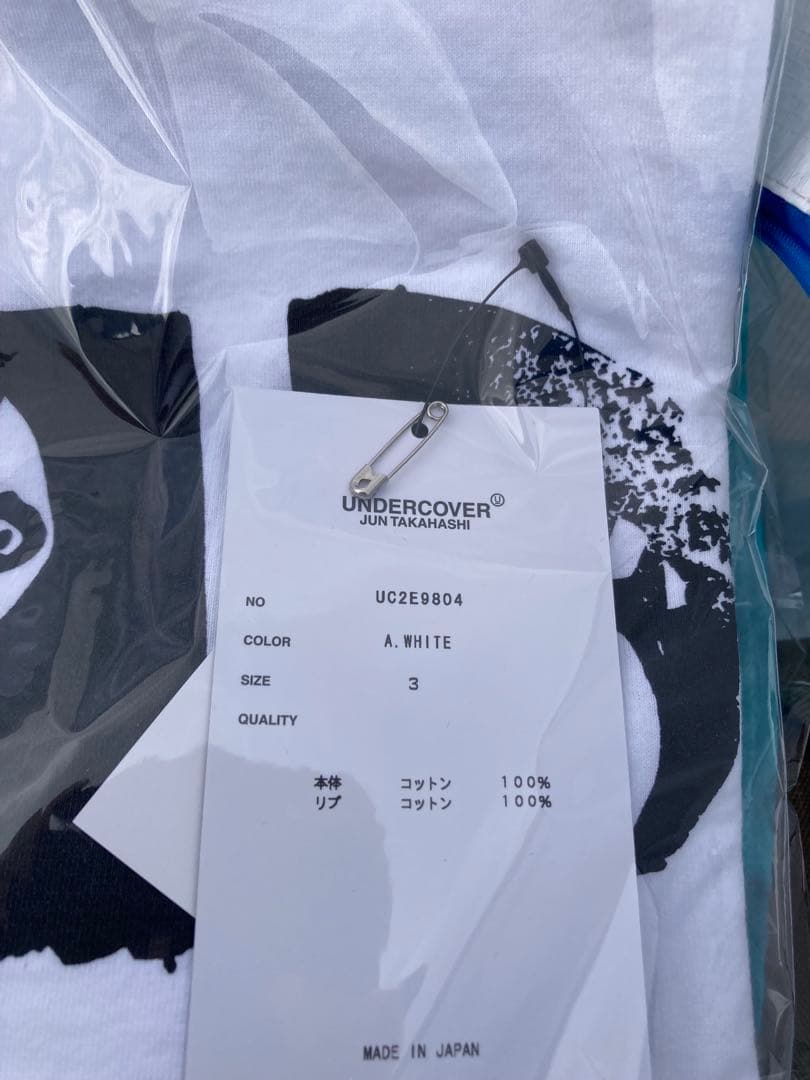 UNDERCOVER Ⓤ
JUN TAKAHASHI
NO UC2E9804
COLOR A.WHITE
SIZE 3
QUALITY
本体 コットン 100%
リブ コットン 100%
MADE IN JAPAN